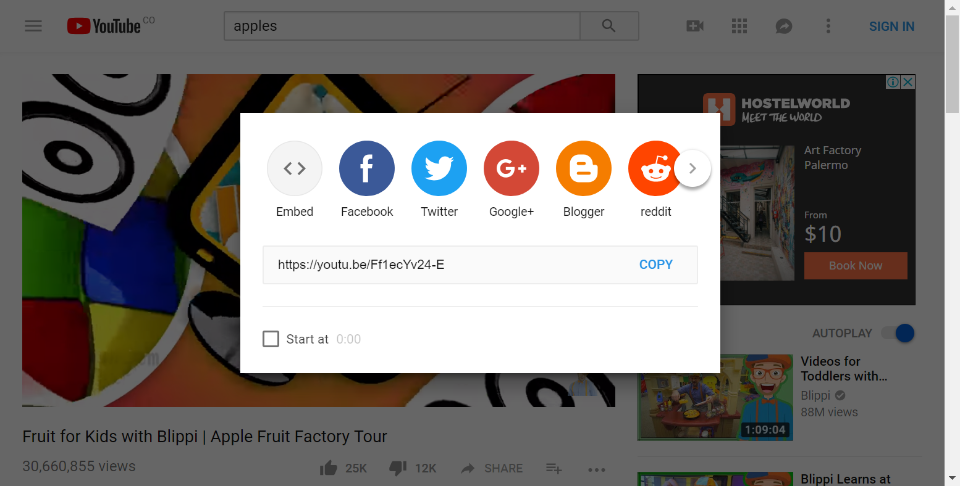 YouTube CO
apples
SIGN IN
HOSTELWORLD
MEET THE WORLD
Art Factory
Palermo
From
$10
Book Now
Embed
Facebook
Twitter
Google+
Blogger
reddit
https://youtu.be/Ff1ecYv24-E
COPY
Start at 0:00
AUTOPLAY
Videos for
Toddlers with…
Blippi
88M views
1:09:04
Fruit for Kids with Blippi | Apple Fruit Factory Tour
30,660,855 views
25K
12K
SHARE
Blippi Learns at